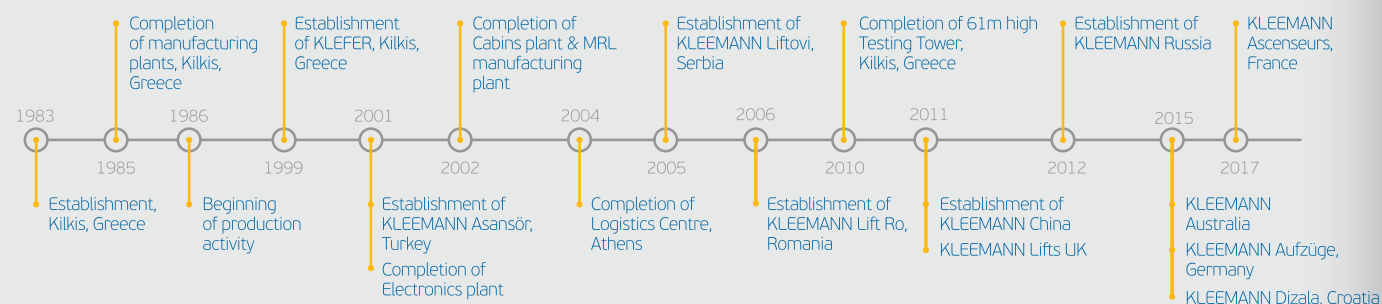 1983
Establishment,
Kilkis, Greece
Completion
of manufacturing
plants, Kilkis,
Greece
1985
1986
Beginning
of production
activity
Establishment
of KLEFER, Kilkis,
Greece
1999
2001
Establishment of
KLEEMANN Asansör,
Turkey
Completion of
Electronics plant
Completion of
Cabins plant & MRL
manufacturing
plant
2002
2004
Completion of
Logistics Centre,
Athens
Establishment of
KLEEMANN Liftovi,
Serbia
2005
2006
Establishment of
KLEEMANN Lift Ro,
Romania
Completion of 61m high
Testing Tower,
Kilkis, Greece
2010
2011
Establishment of
KLEEMANN China
KLEEMANN Lifts UK
Establishment of
KLEEMANN Russia
2012
2015
KLEEMANN
Australia
KLEEMANN Aufzüge,
Germany
KLEEMANN Dizala, Croatia
KLEEMANN
Ascenseurs,
France
2017